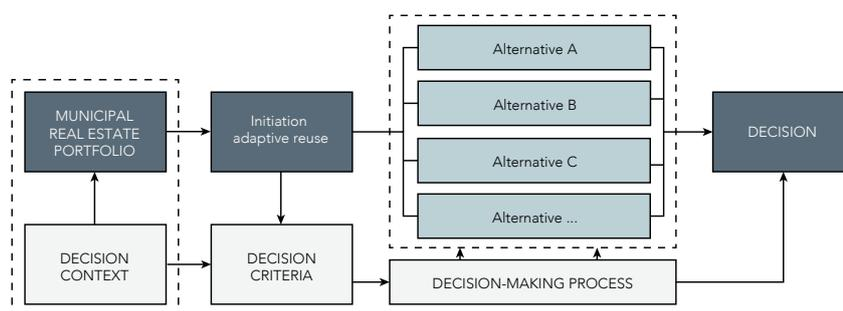 MUNICIPAL
REAL ESTATE
PORTFOLIO
Initiation
adaptive reuse
Alternative A
Alternative B
Alternative C
Alternative ...
DECISION
DECISION
CONTEXT
DECISION
CRITERIA
DECISION-MAKING PROCESS